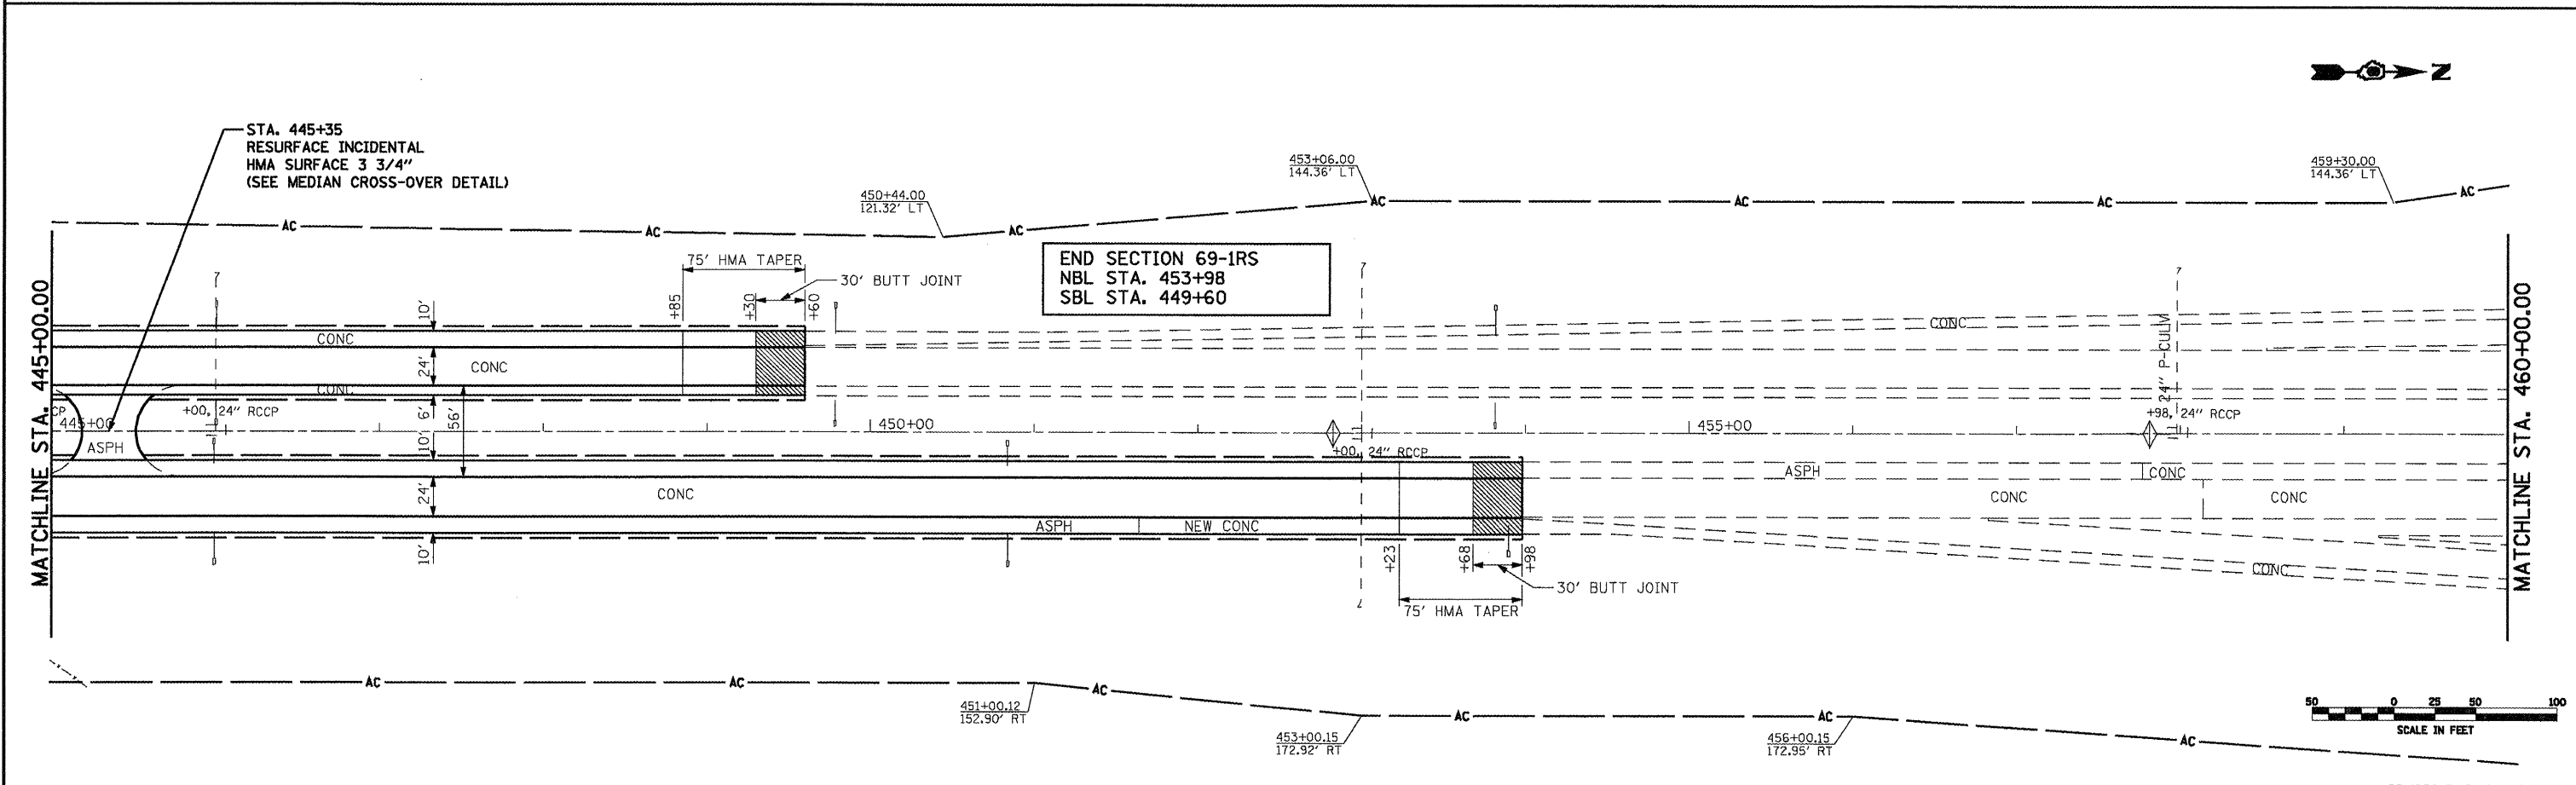 N
STA. 445+35
RESURFACE INCIDENTAL
HMA SURFACE 3 3/4"
(SEE MEDIAN CROSS-OVER DETAIL)
453+06.00
144.36' LT
459+30.00
144.36' LT
450+44.00
121.32' LT
AC
AC
AC
AC
AC
AC
AC
END SECTION 69-1RS
NBL STA. 453+98
SBL STA. 449+60
75' HMA TAPER
30' BUTT JOINT
+85
+30
+60
MATCHLINE STA. 445+00.00
MATCHLINE STA. 460+00.00
10'
CONC
24'
CONC
CONC
CONC
24" P-CULV
CP
445+00
+00, 24" RCCP
6'
56'
10'
450+00
455+00
+98, 24" RCCP
ASPH
+00, 24" RCCP
ASPH
CONC
24'
CONC
CONC
CONC
ASPH
NEW CONC
10'
+23
+68
+98
30' BUTT JOINT
75' HMA TAPER
CONC
AC
AC
AC
AC
AC
AC
451+00.12
152.90' RT
453+00.15
172.92' RT
456+00.15
172.95' RT
50 0 25 50 100
SCALE IN FEET